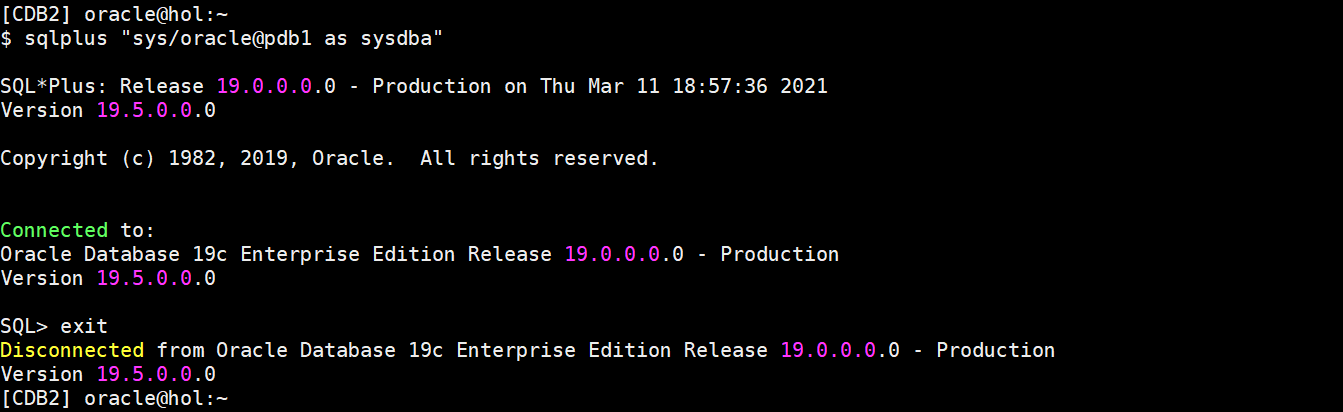 [CDB2] oracle@hol:~
$ sqlplus "sys/oracle@pdb1 as sysdba"
SQL*Plus: Release 19.0.0.0.0 - Production on Thu Mar 11 18:57:36 2021
Version 19.5.0.0.0
Copyright (c) 1982, 2019, Oracle.  All rights reserved.
Connected to:
Oracle Database 19c Enterprise Edition Release 19.0.0.0.0 - Production
Version 19.5.0.0.0
SQL> exit
Disconnected from Oracle Database 19c Enterprise Edition Release 19.0.0.0.0 - Production
Version 19.5.0.0.0
[CDB2] oracle@hol:~